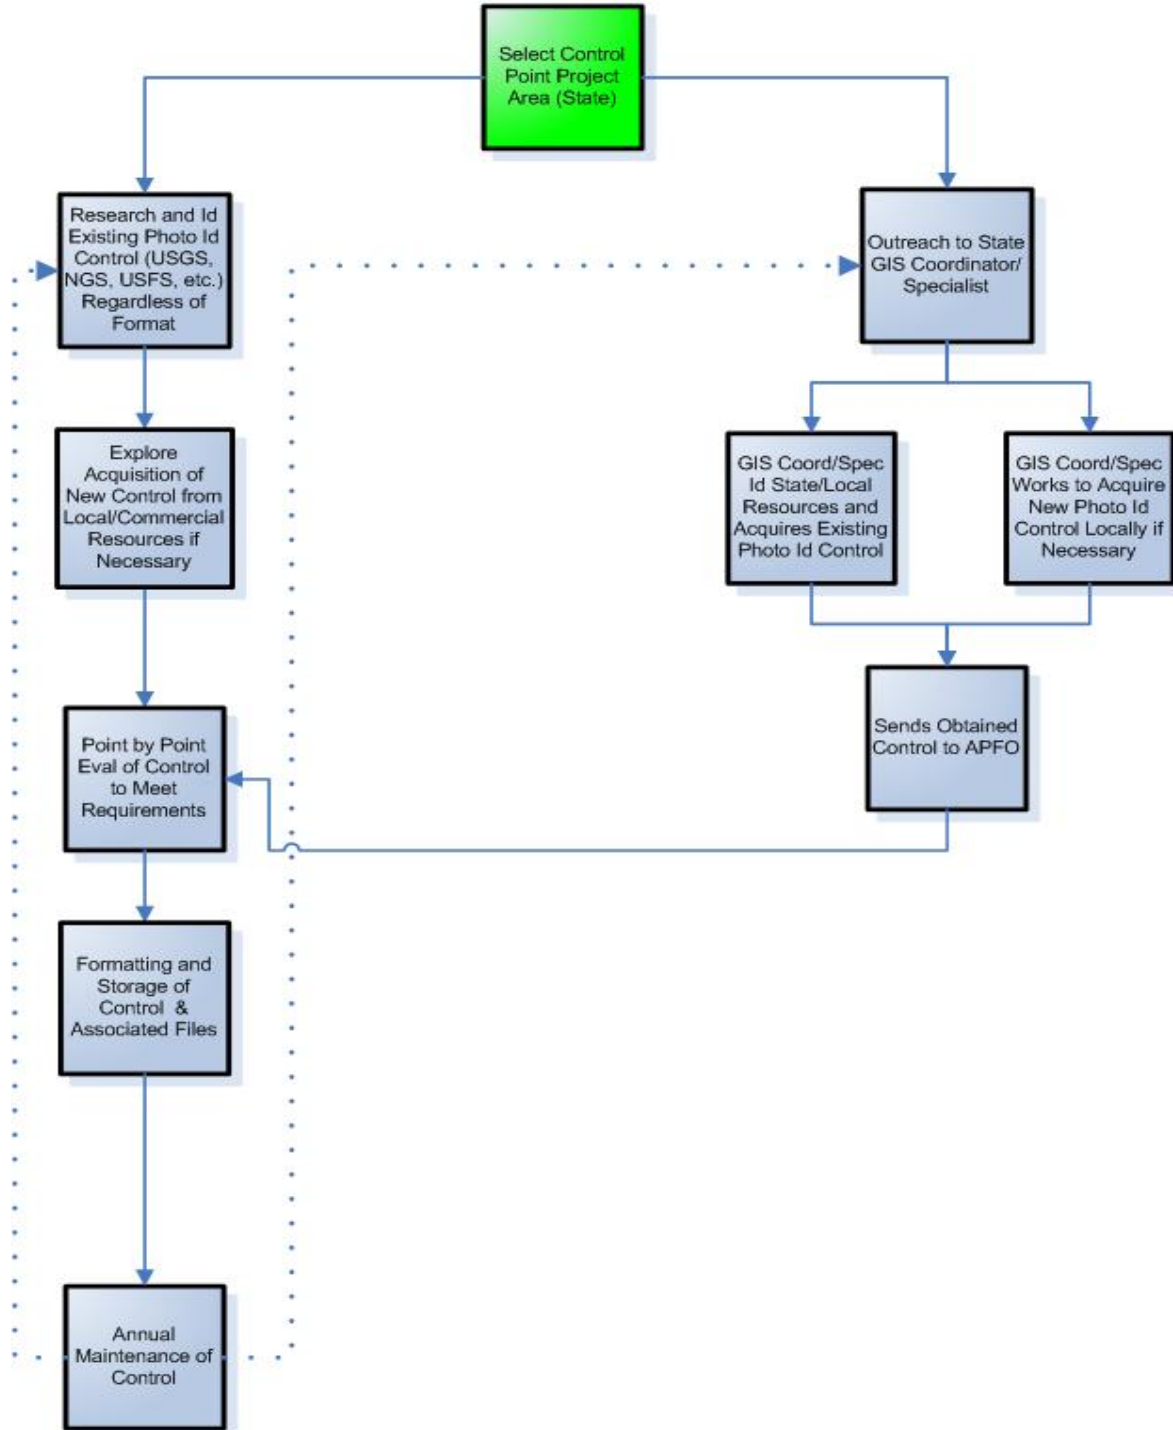 Select Control
Point Project
Area (State)
Research and Id
Existing Photo Id
Control (USGS,
NGS, USFS, etc.)
Regardless of
Format
Outreach to State
GIS Coordinator/
Specialist
Explore
Acquisition of
New Control from
Local/Commercial
Resources if
Necessary
GIS Coord/Spec
Id State/Local
Resources and
Acquires Existing
Photo Id Control
GIS Coord/Spec
Works to Acquire
New Photo Id
Control Locally if
Necessary
Point by Point
Eval of Control
to Meet
Requirements
Sends Obtained
Control to APFO
Formatting and
Storage of
Control &
Associated Files
Annual
Maintenance of
Control